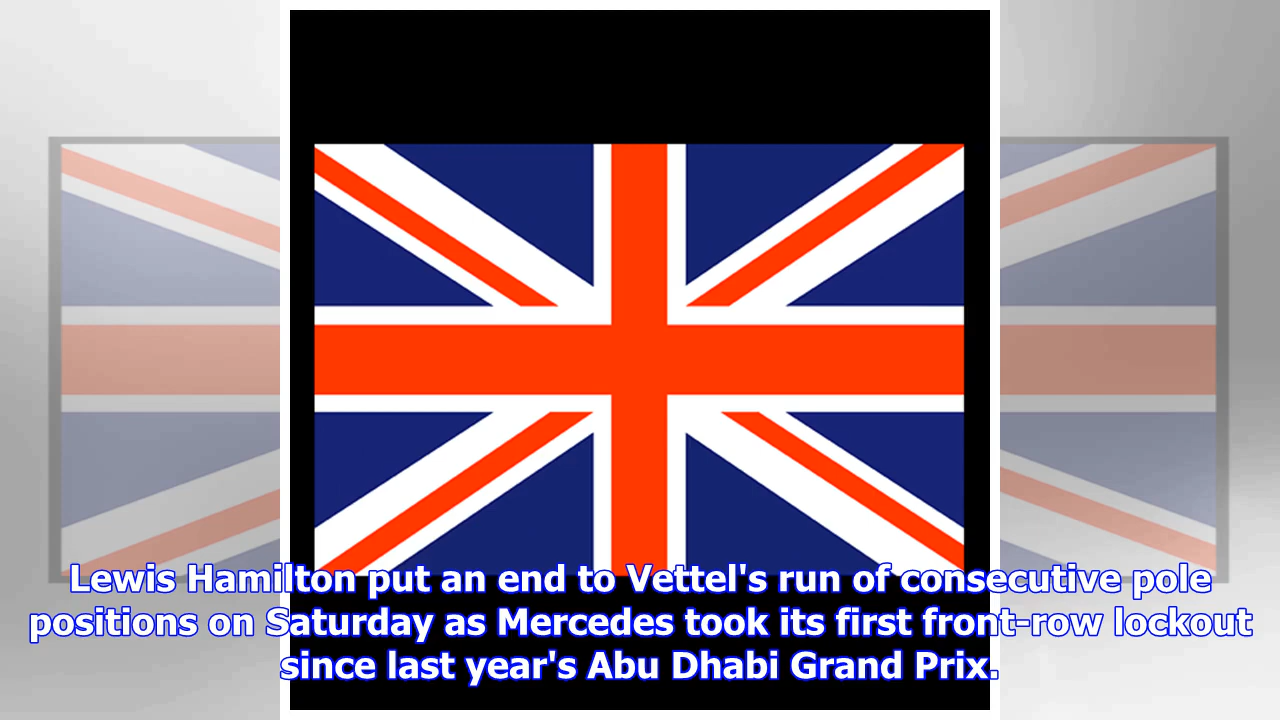 Lewis Hamilton put an end to Vettel's run of consecutive pole
positions on Saturday as Mercedes took its first front-row lockout
since last year's Abu Dhabi Grand Prix.